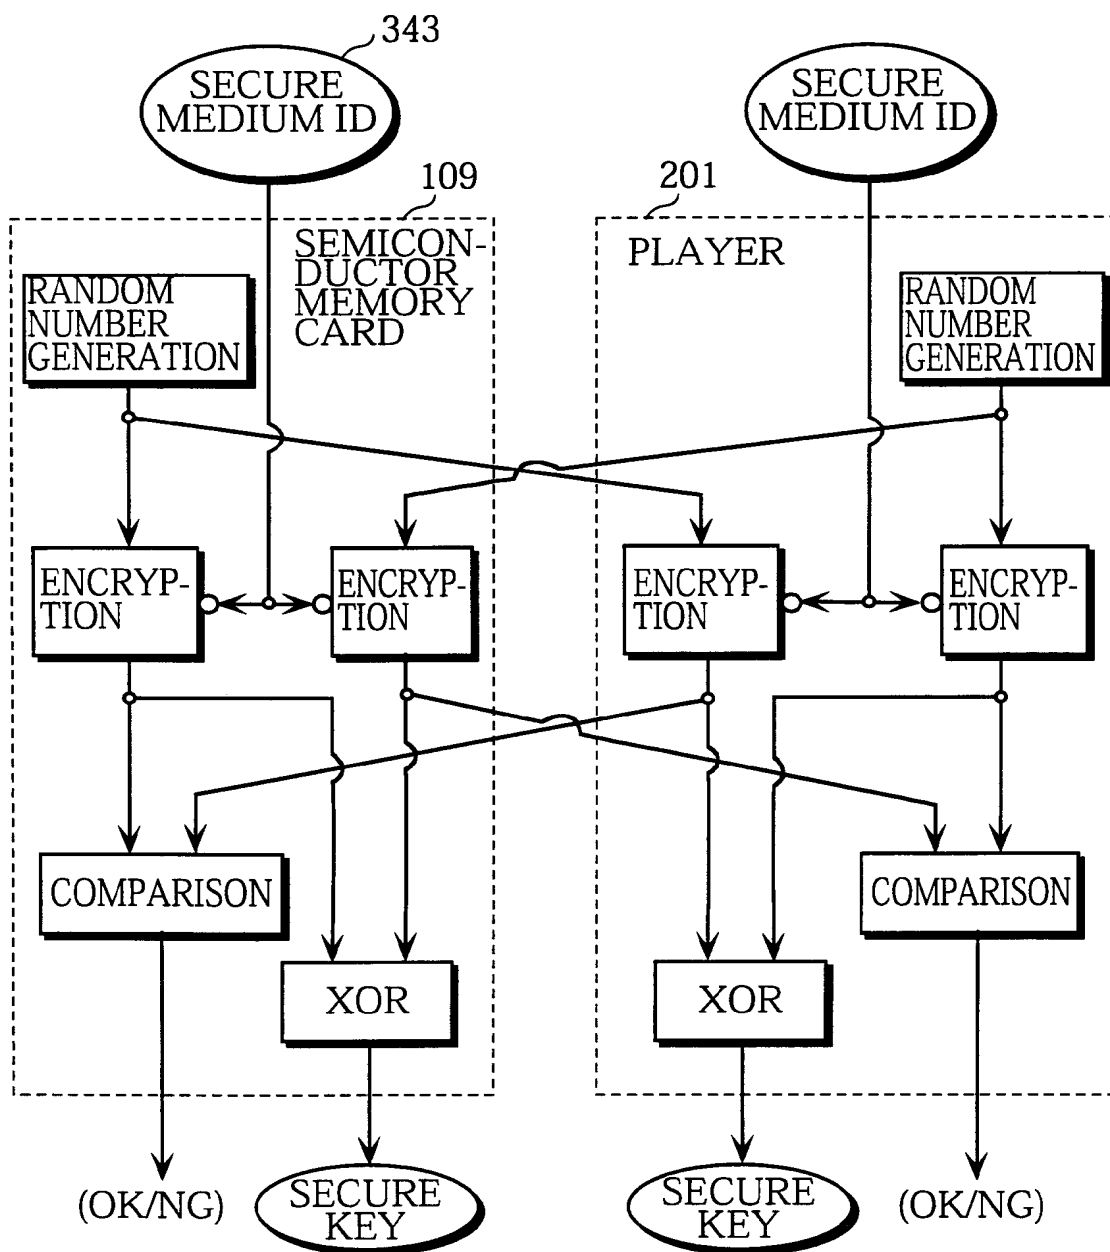 343
SECURE
MEDIUM ID
SECURE
MEDIUM ID
109
201
SEMICON-
DUCTOR
MEMORY
CARD
PLAYER
RANDOM
NUMBER
GENERATION
RANDOM
NUMBER
GENERATION
ENCRYP-
TION
ENCRYP-
TION
ENCRYP-
TION
ENCRYP-
TION
COMPARISON
COMPARISON
XOR
XOR
(OK/NG)
SECURE
KEY
SECURE
KEY
(OK/NG)